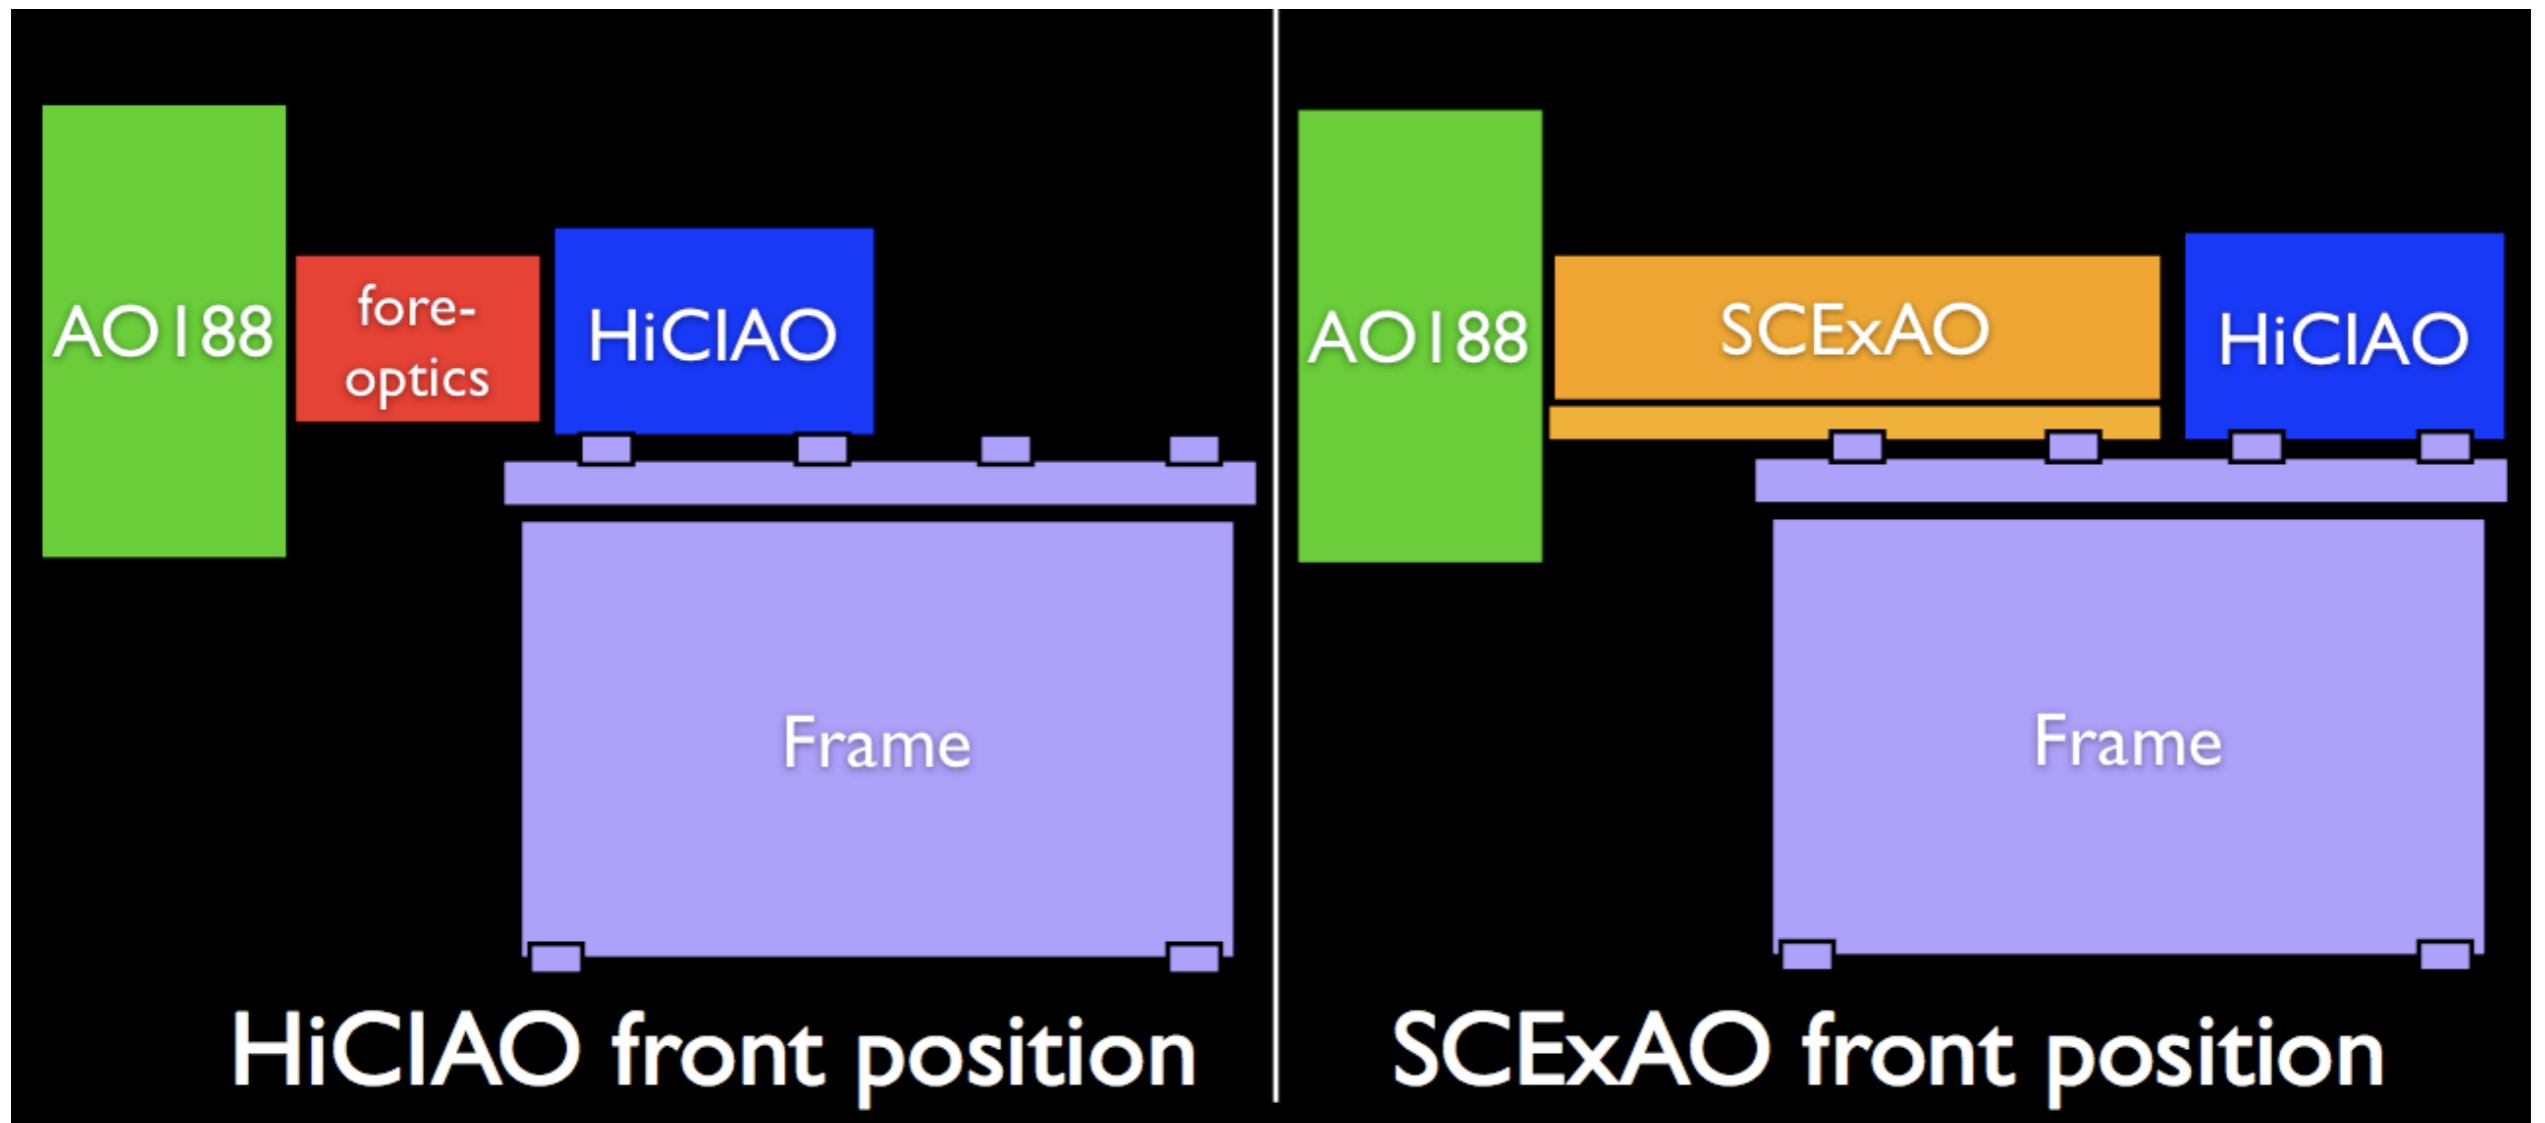 AO188
fore-
optics
HiCIAO
Frame
HiCIAO front position
AO188
SCExAO
HiCIAO
Frame
SCExAO front position